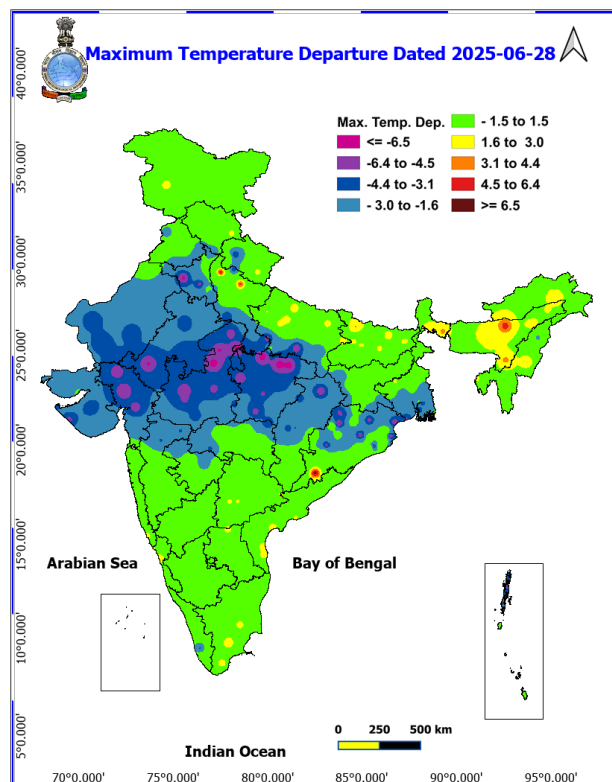 Maximum Temperature Departure Dated 2025-06-28
Max. Temp. Dep.
<= -6.5
-6.4 to -4.5
-4.4 to -3.1
- 3.0 to -1.6
- 1.5 to 1.5
1.6 to 3.0
3.1 to 4.4
4.5 to 6.4
>= 6.5
40°0.000'
35°0.000'
30°0.000'
25°0.000'
20°0.000'
15°0.000'
10°0.000'
5°0.000'
Arabian Sea
Bay of Bengal
0 250 500 km
Indian Ocean
70°0.000' 75°0.000' 80°0.000' 85°0.000' 90°0.000' 95°0.000'